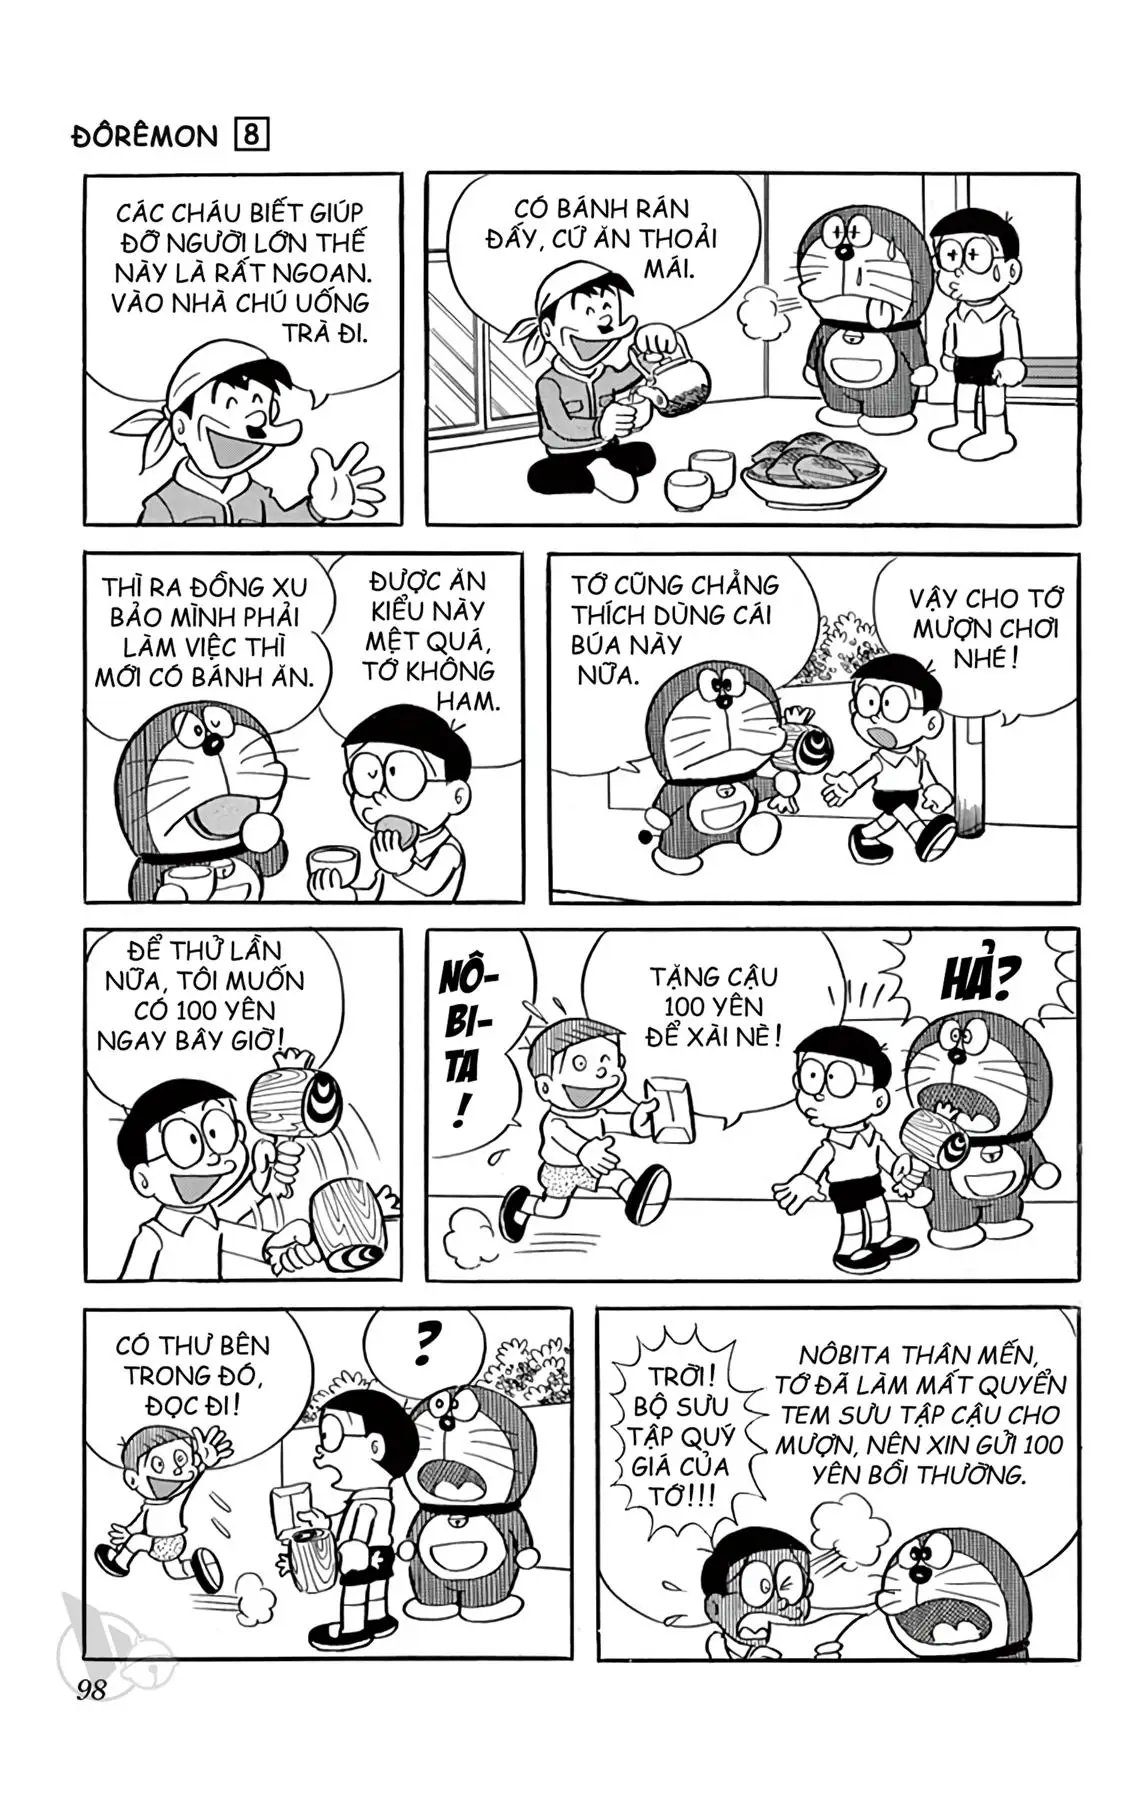 ĐÔRÊMON 8
CÁC CHÁU BIẾT GIÚP
ĐỠ NGƯỜI LỚN THẾ
NÀY LÀ RẤT NGOAN.
VÀO NHÀ CHÚ UỐNG
TRÀ ĐI.
CÓ BÁNH RÁN
ĐẤY, CỨ ĂN THOẢI
MÁI.
THÌ RA ĐỒNG XU
BẢO MÌNH PHẢI
LÀM VIỆC THÌ
MỚI CÓ BÁNH ĂN.
ĐƯỢC ĂN
KIỂU NÀY
MỆT QUÁ,
TỚ KHÔNG
HAM.
TỚ CŨNG CHẲNG
THÍCH DÙNG CÁI
BÚA NÀY
NỮA.
VẬY CHO TỚ
MƯỢN CHƠI
NHÉ!
ĐỂ THỬ LẦN
NỮA, TÔI MUỐN
CÓ 100 YÊN
NGAY BÂY GIỜ!
NÔ-
BI-
TA
!
TẶNG CẬU
100 YÊN
ĐỂ XÀI NÈ!
HẢ?
CÓ THƯ BÊN
TRONG ĐÓ,
ĐỌC ĐI!
?
TRỜI!
BỘ SƯU
TẬP QUÝ
GIÁ CỦA
TỚ!!!
NÔBITA THÂN MẾN,
TỚ ĐÃ LÀM MẤT QUYỂN
TEM SƯU TẬP CẬU CHO
MƯỢN, NÊN XIN GỬI 100
YÊN BỒI THƯỜNG.
98